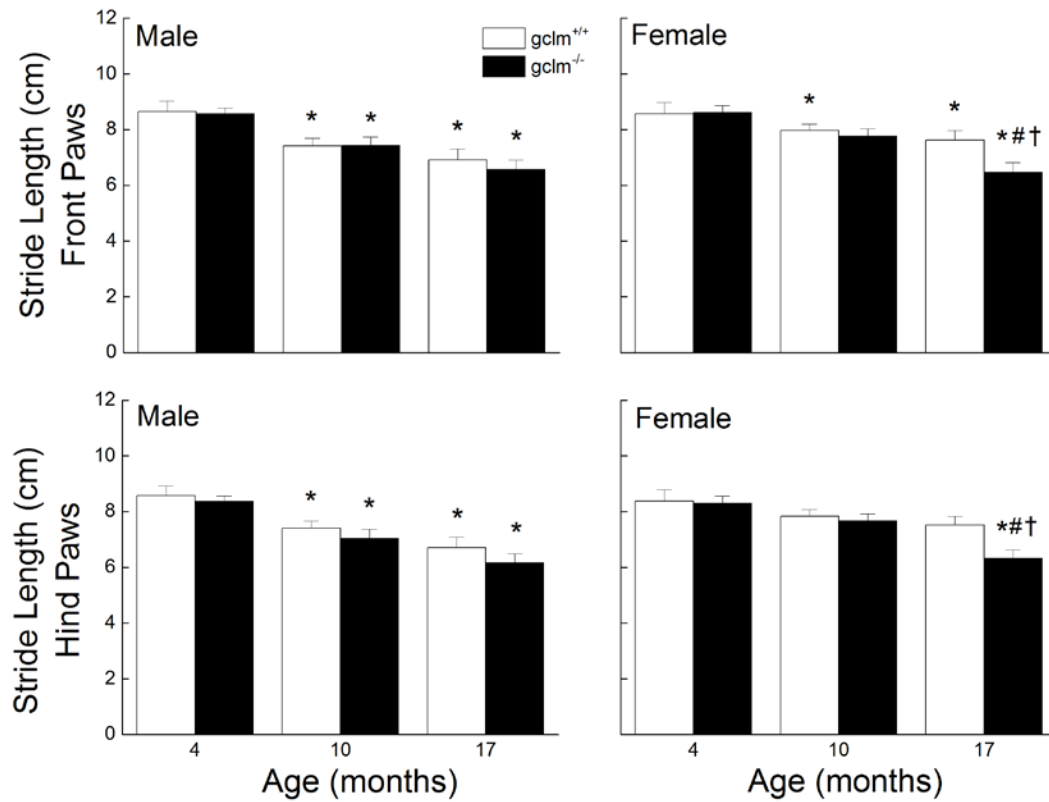 Male
gclm+/+
gclm-/-
Female
Stride Length (cm)
Front Paws
12
10
8
6
4
2
0
* * * *
* * *#†
Male
Female
Stride Length (cm)
Hind Paws
12
10
8
6
4
2
0
* * * *
*#†
4 10 17
4 10 17
Age (months)
Age (months)